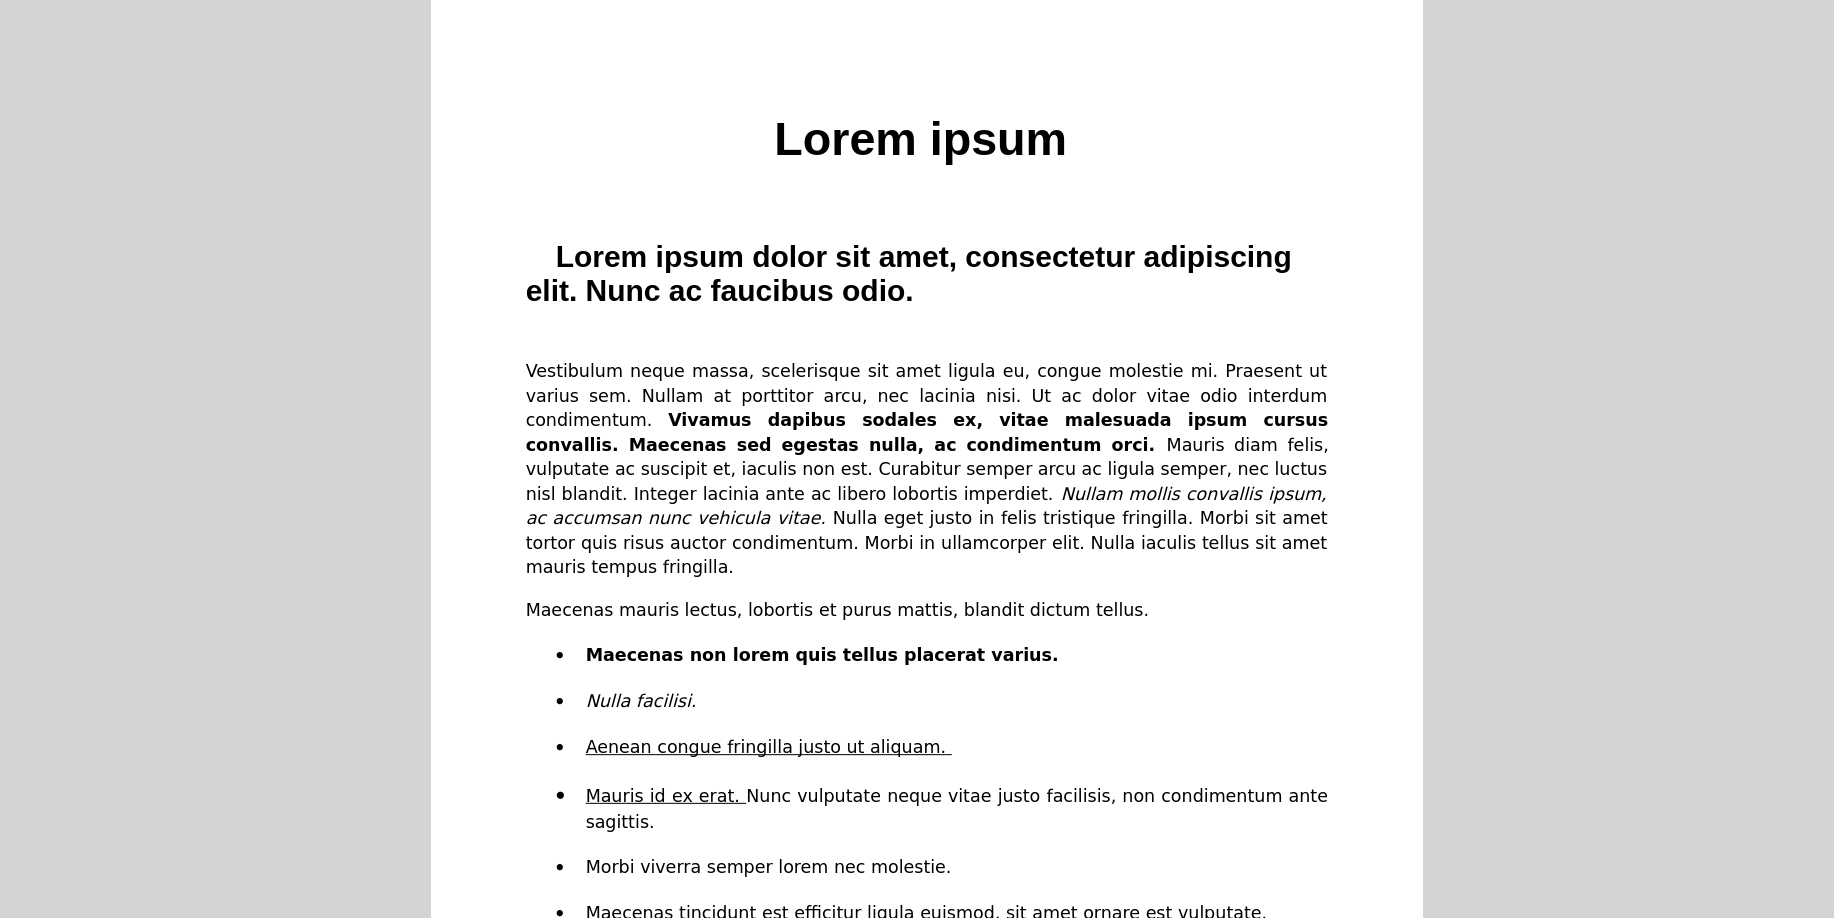 Lorem ipsum
Lorem ipsum dolor sit amet, consectetur adipiscing
elit. Nunc ac faucibus odio.
Vestibulum neque massa, scelerisque sit amet ligula eu, congue molestie mi. Praesent ut
varius sem. Nullam at porttitor arcu, nec lacinia nisi. Ut ac dolor vitae odio interdum
condimentum. Vivamus dapibus sodales ex, vitae malesuada ipsum cursus
convallis. Maecenas sed egestas nulla, ac condimentum orci. Mauris diam felis,
vulputate ac suscipit et, iaculis non est. Curabitur semper arcu ac ligula semper, nec luctus
nisl blandit. Integer lacinia ante ac libero lobortis imperdiet. Nullam mollis convallis ipsum,
ac accumsan nunc vehicula vitae. Nulla eget justo in felis tristique fringilla. Morbi sit amet
tortor quis risus auctor condimentum. Morbi in ullamcorper elit. Nulla iaculis tellus sit amet
mauris tempus fringilla.
Maecenas mauris lectus, lobortis et purus mattis, blandit dictum tellus.
• Maecenas non lorem quis tellus placerat varius.
• Nulla facilisi.
• Aenean congue fringilla justo ut aliquam.
• Mauris id ex erat. Nunc vulputate neque vitae justo facilisis, non condimentum ante
sagittis.
• Morbi viverra semper lorem nec molestie.
• Maecenas tincidunt est efficitur ligula euismod, sit amet ornare est vulputate.